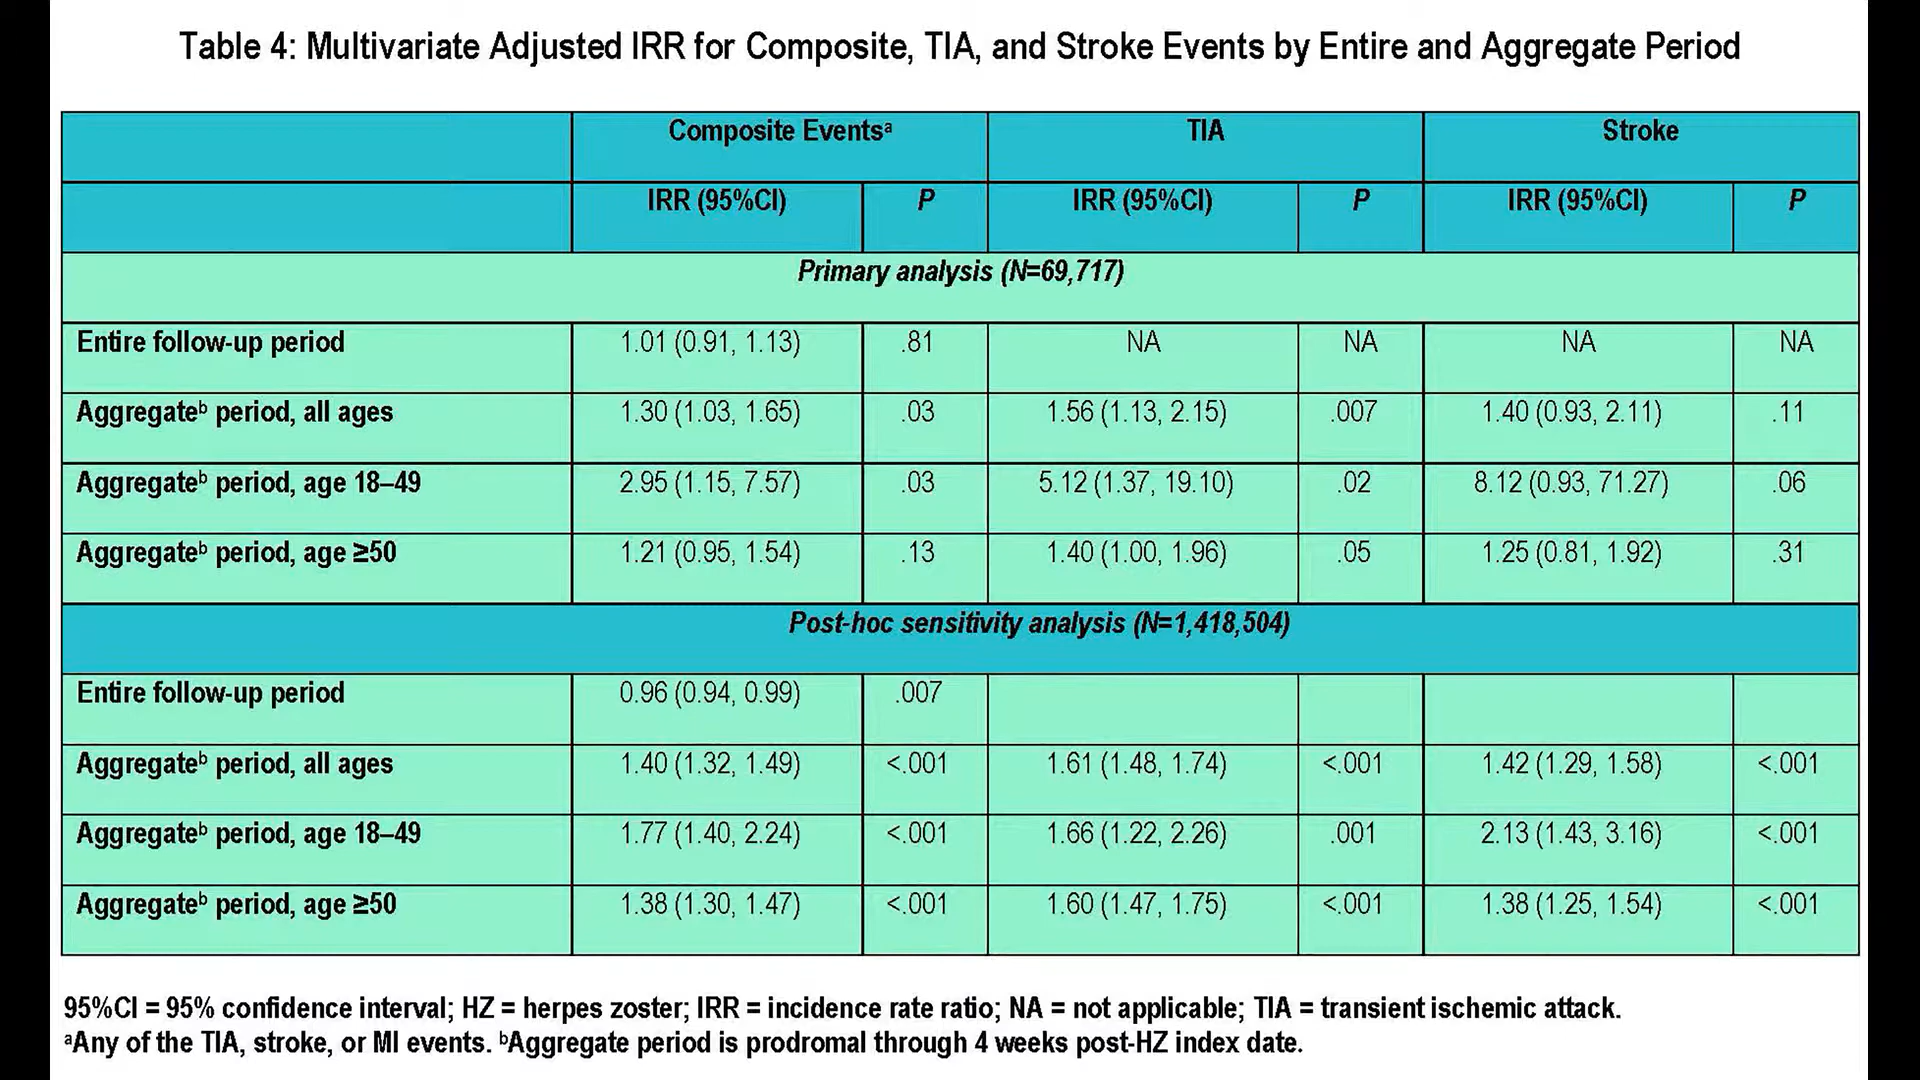 Table 4: Multivariate Adjusted IRR for Composite, TIA, and Stroke Events by Entire and Aggregate Period
Composite Eventsᵃ TIA Stroke
IRR (95%CI) P IRR (95%CI) P IRR (95%CI) P
Primary analysis (N=69,717)
Entire follow-up period 1.01 (0.91, 1.13) .81 NA NA NA NA
Aggregateᵇ period, all ages 1.30 (1.03, 1.65) .03 1.56 (1.13, 2.15) .007 1.40 (0.93, 2.11) .11
Aggregateᵇ period, age 18–49 2.95 (1.15, 7.57) .03 5.12 (1.37, 19.10) .02 8.12 (0.93, 71.27) .06
Aggregateᵇ period, age ≥50 1.21 (0.95, 1.54) .13 1.40 (1.00, 1.96) .05 1.25 (0.81, 1.92) .31
Post-hoc sensitivity analysis (N=1,418,504)
Entire follow-up period 0.96 (0.94, 0.99) .007
Aggregateᵇ period, all ages 1.40 (1.32, 1.49) <.001 1.61 (1.48, 1.74) <.001 1.42 (1.29, 1.58) <.001
Aggregateᵇ period, age 18–49 1.77 (1.40, 2.24) <.001 1.66 (1.22, 2.26) .001 2.13 (1.43, 3.16) <.001
Aggregateᵇ period, age ≥50 1.38 (1.30, 1.47) <.001 1.60 (1.47, 1.75) <.001 1.38 (1.25, 1.54) <.001
95%CI = 95% confidence interval; HZ = herpes zoster; IRR = incidence rate ratio; NA = not applicable; TIA = transient ischemic attack.
ᵃAny of the TIA, stroke, or MI events. ᵇAggregate period is prodromal through 4 weeks post-HZ index date.